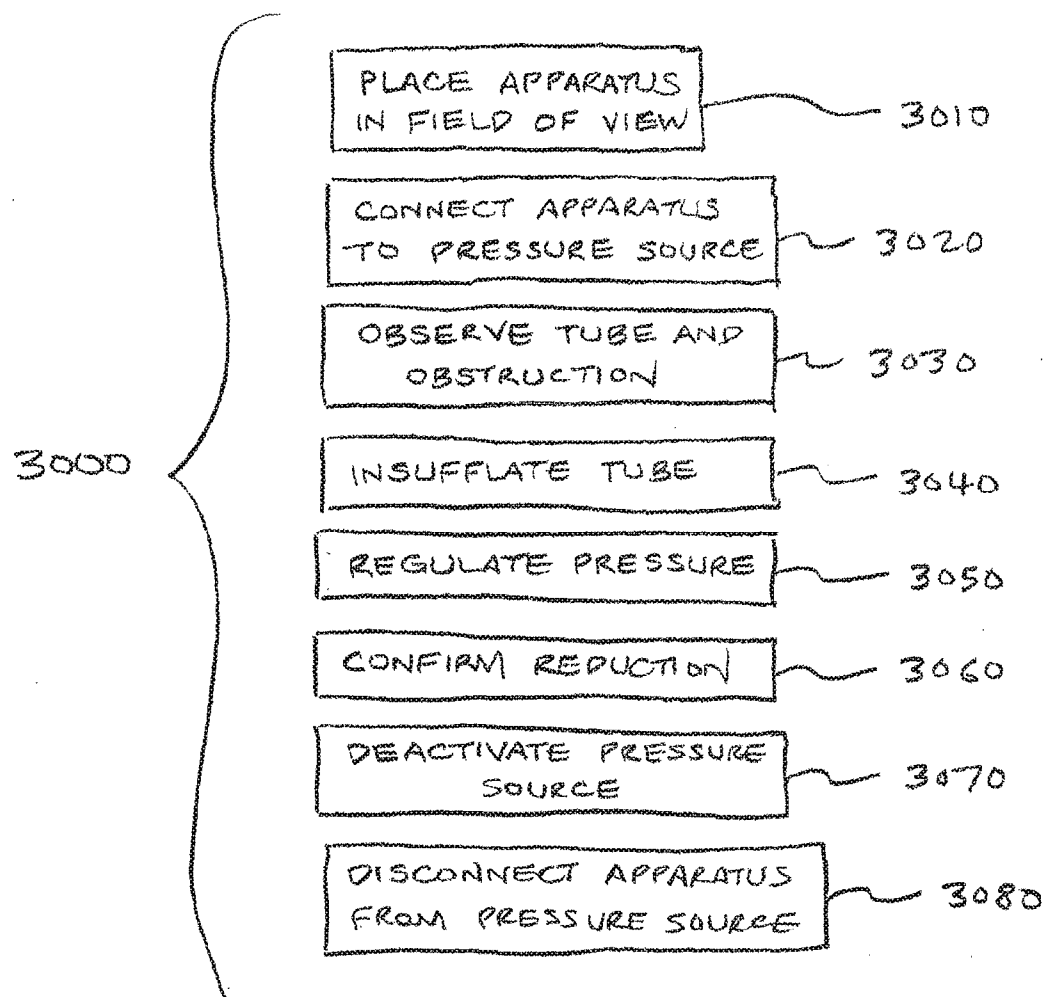 PLACE APPARATUS
IN FIELD OF VIEW
3010
CONNECT APPARATUS
TO PRESSURE SOURCE
3020
OBSERVE TUBE AND
OBSTRUCTION
3030
3000
INSUFFLATE TUBE
3040
REGULATE PRESSURE
3050
CONFIRM REDUCTION
3060
DEACTIVATE PRESSURE
SOURCE
3070
DISCONNECT APPARATUS
FROM PRESSURE SOURCE
3080